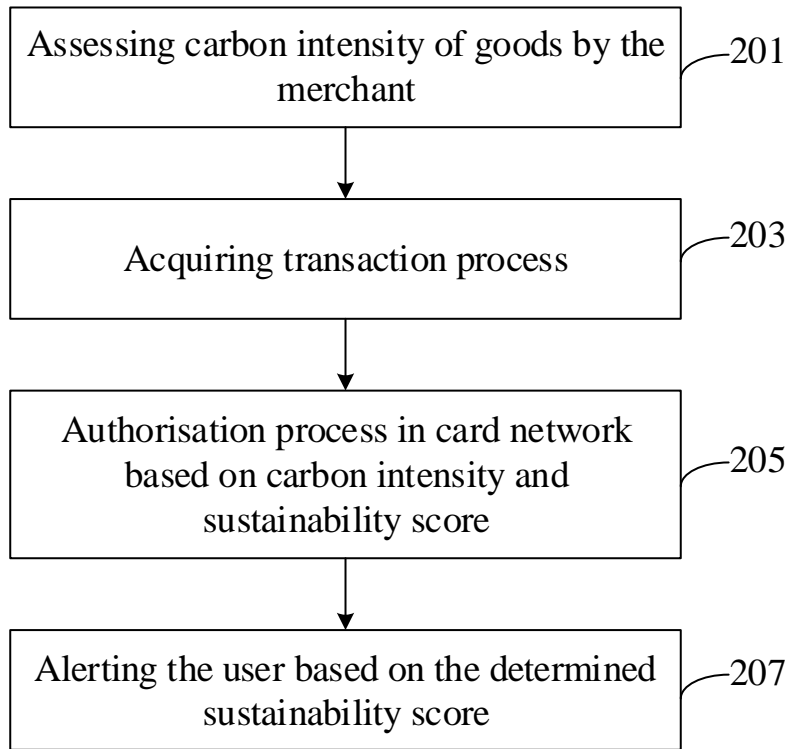 Assessing carbon intensity of goods by the
merchant
201
Acquiring transaction process
203
Authorisation process in card network
based on carbon intensity and
sustainability score
205
Alerting the user based on the determined
sustainability score
207